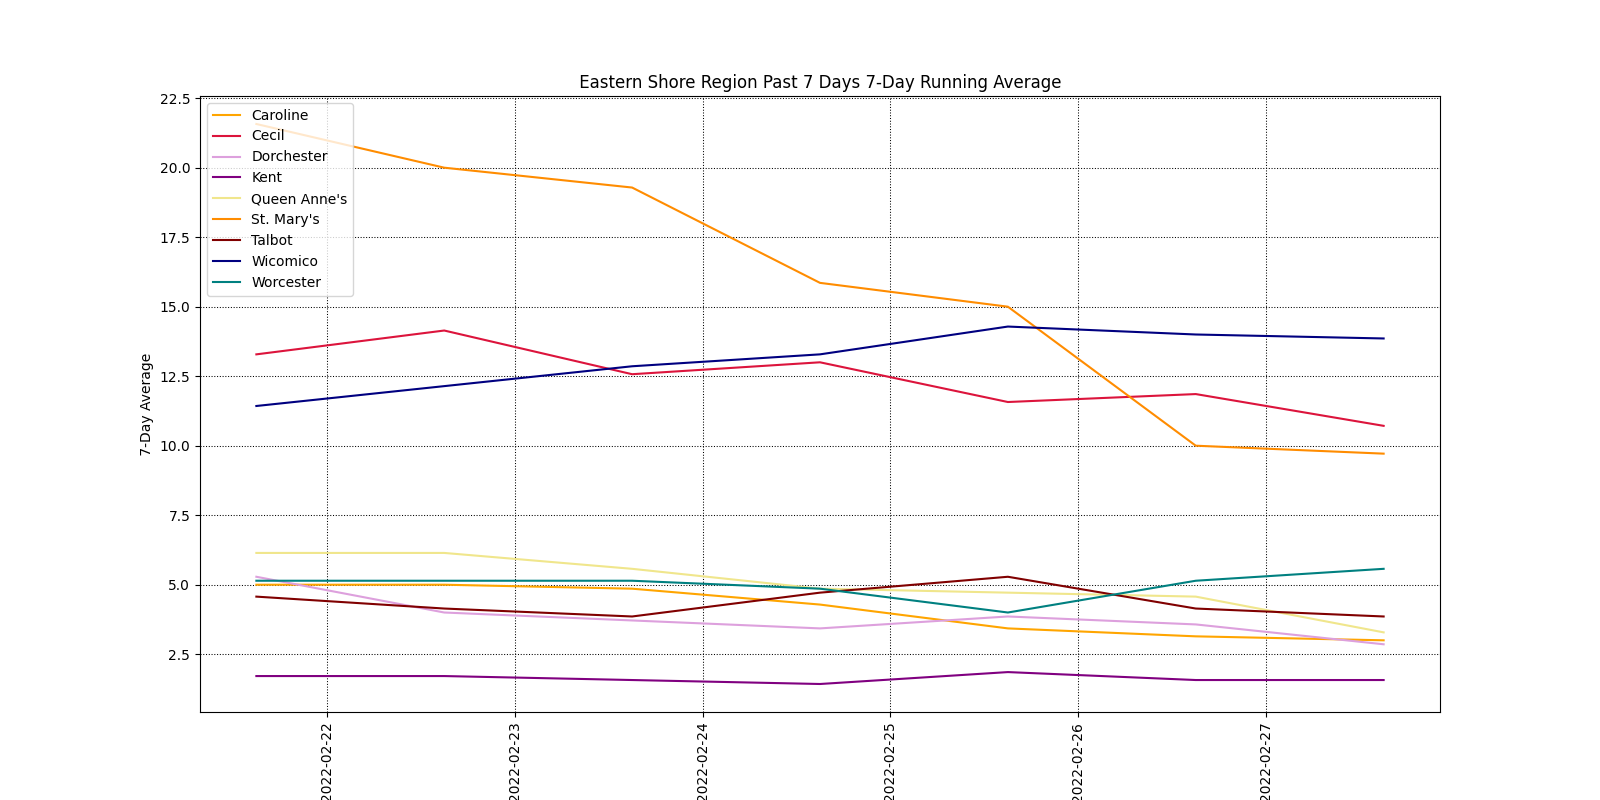 Eastern Shore Region Past 7 Days 7-Day Running Average
22.5
20.0
17.5
15.0
12.5
10.0
7.5
5.0
2.5
7-Day Average
Caroline
Cecil
Dorchester
Kent
Queen Anne's
St. Mary's
Talbot
Wicomico
Worcester
2022-02-22
2022-02-23
2022-02-24
2022-02-25
2022-02-26
2022-02-27